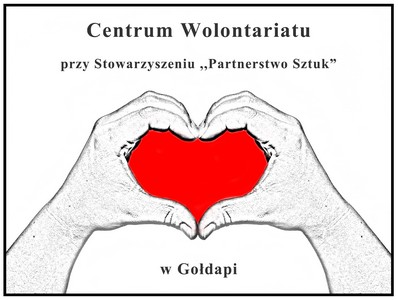 Centrum Wolontariatu
przy Stowarzyszeniu ,,Partnerstwo Sztuk”
w Gołdapi